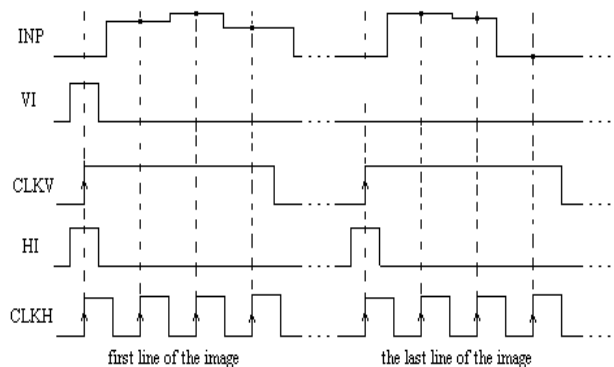 INP
VI
CLKV
HI
CLKH
first line of the image
the last line of the image